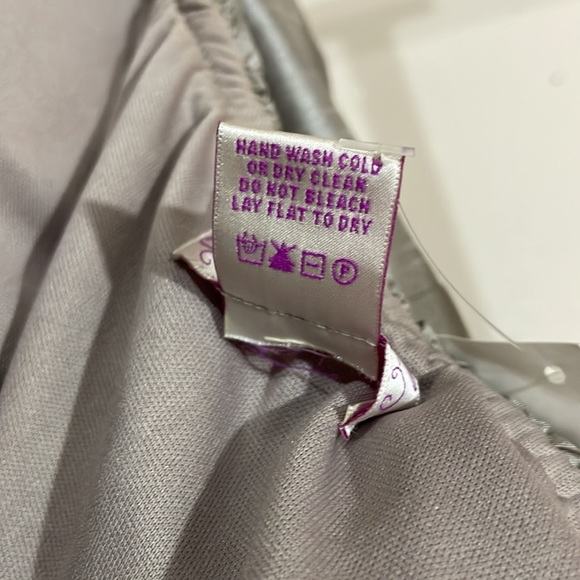 HAND WASH COLD
OR DRY CLEAN
DO NOT BLEACH
LAY FLAT TO DRY
P